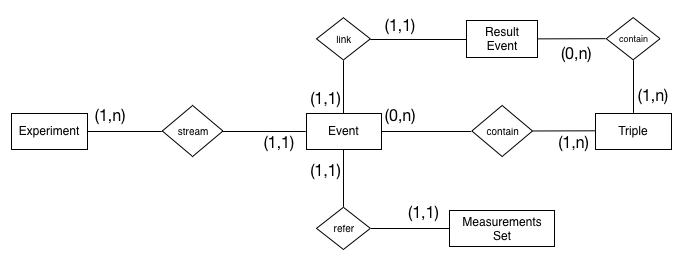 link
(1,1)
Result
Event
(0,n)
contain
(1,1)
(1,n)
Experiment
(1,n)
stream
(1,1)
Event
(0,n)
contain
(1,n)
Triple
(1,1)
refer
(1,1)
Measurements
Set